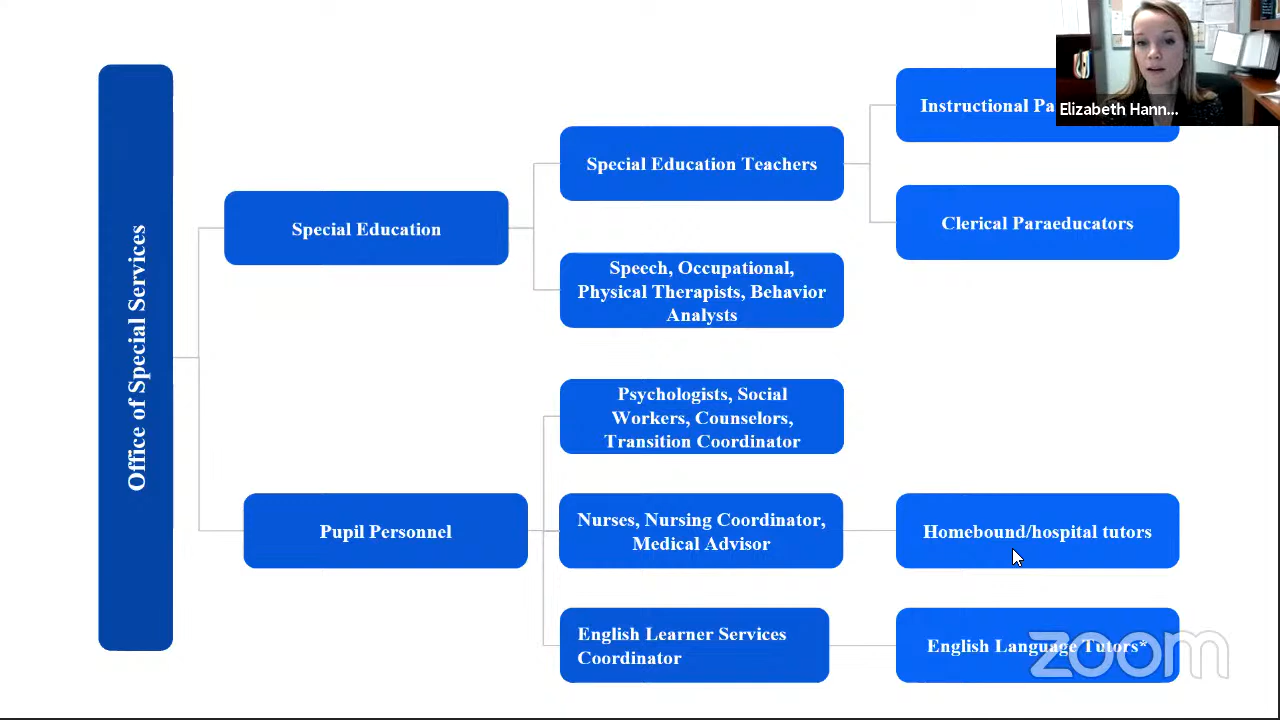 Office of Special Services
Special Education
Pupil Personnel
Special Education Teachers
Speech, Occupational,
Physical Therapists, Behavior
Analysts
Psychologists, Social
Workers, Counselors,
Transition Coordinator
Nurses, Nursing Coordinator,
Medical Advisor
English Learner Services
Coordinator
Instructional
Clerical Paraeducators
Homebound/hospital tutors
English Language Tutors*
Elizabeth Hann...
zoom